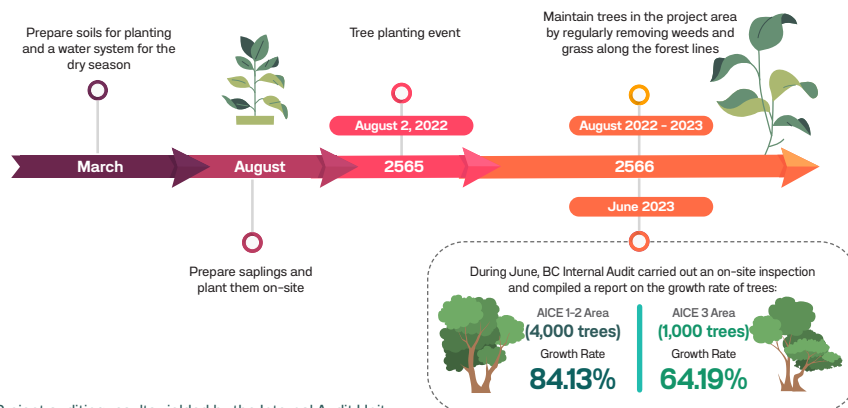 Prepare soils for planting
and a water system for the
dry season
Tree planting event
Maintain trees in the project area
by regularly removing weeds and
grass along the forest lines
August 2, 2022
August 2022 - 2023
March
August
2565
2566
June 2023
Prepare saplings and
plant them on-site
During June, BC Internal Audit carried out an on-site inspection
and compiled a report on the growth rate of trees:
AICE 1-2 Area
(4,000 trees)
Growth Rate
84.13%
AICE 3 Area
(1,000 trees)
Growth Rate
64.19%